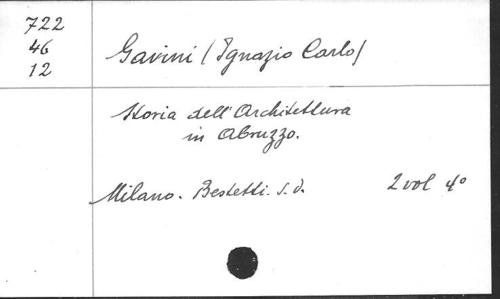 722
46
12
Gavini (Ignazio Carlo)
Storia dell'Architettura
in Abruzzo.
Milano. Bestetti. s.d. 2 vol 4°